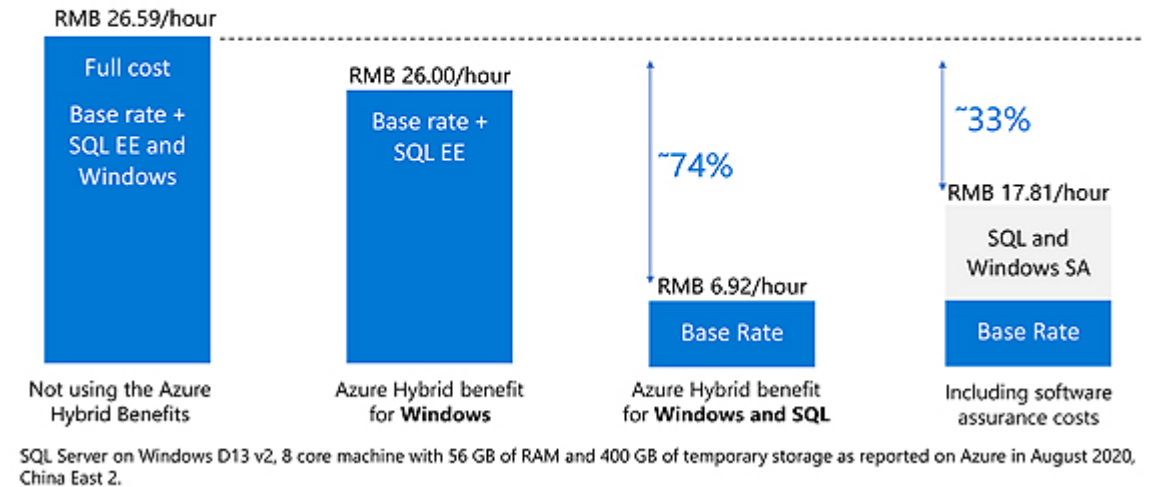 RMB 26.59/hour
Full cost
Base rate +
SQL EE and
Windows
Not using the Azure
Hybrid Benefits
RMB 26.00/hour
Base rate +
SQL EE
Azure Hybrid benefit
for Windows
~74%
RMB 6.92/hour
Base Rate
Azure Hybrid benefit
for Windows and SQL
~33%
RMB 17.81/hour
SQL and
Windows SA
Base Rate
Including software
assurance costs
SQL Server on Windows D13 v2, 8 core machine with 56 GB of RAM and 400 GB of temporary storage as reported on Azure in August 2020,
China East 2.